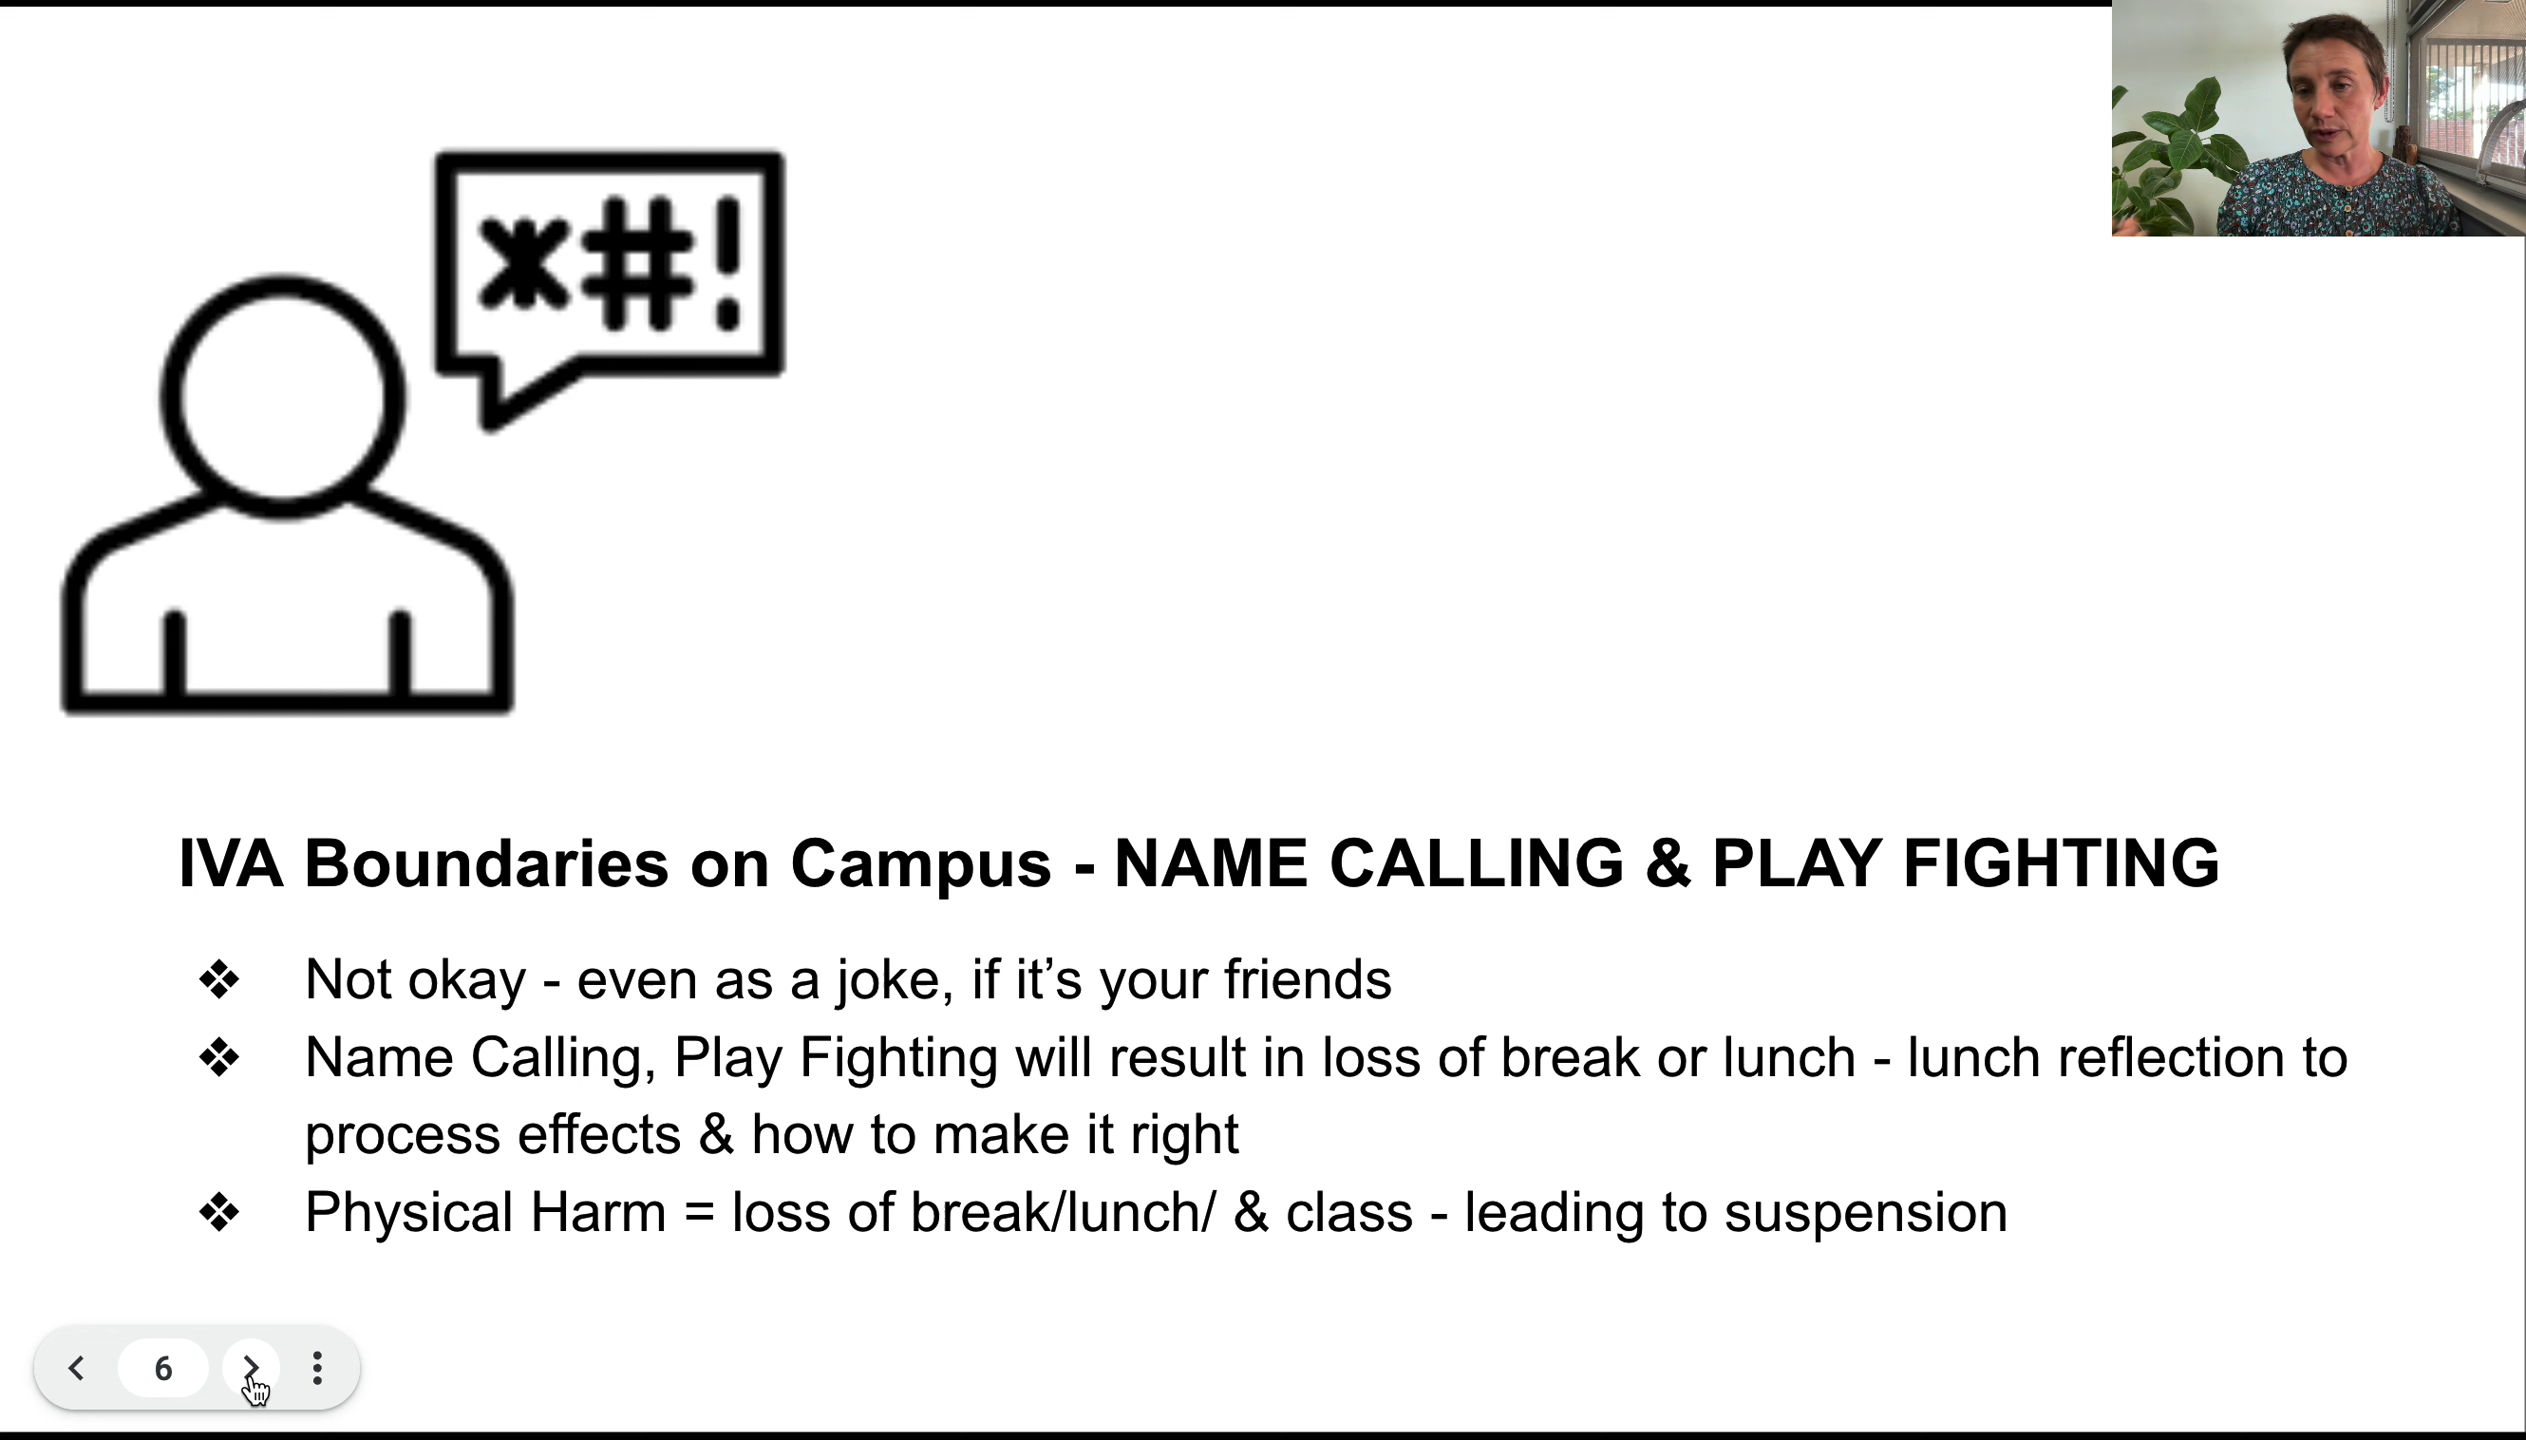 *#!
IVA Boundaries on Campus - NAME CALLING & PLAY FIGHTING
❖ Not okay - even as a joke, if it’s your friends
❖ Name Calling, Play Fighting will result in loss of break or lunch - lunch reflection to
process effects & how to make it right
❖ Physical Harm = loss of break/lunch/ & class - leading to suspension
6